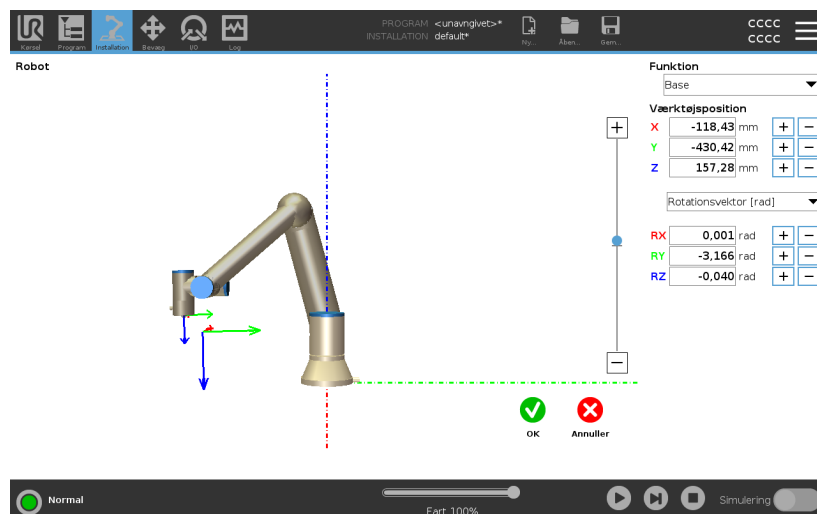 UR
PROGRAM <unavngivet>*
INSTALLATION default*
CCCC
CCCC
Kørsel Program Installation Bevæg I/O Log
Ny... Åben... Gem...
Robot
Funktion
Base
Værktøjsposition
X -118,43 mm + −
Y -430,42 mm + −
Z 157,28 mm + −
Rotationsvektor [rad]
RX 0,001 rad + −
RY -3,166 rad + −
RZ -0,040 rad + −
OK Annuller
Normal
Fart 100%
Simulering